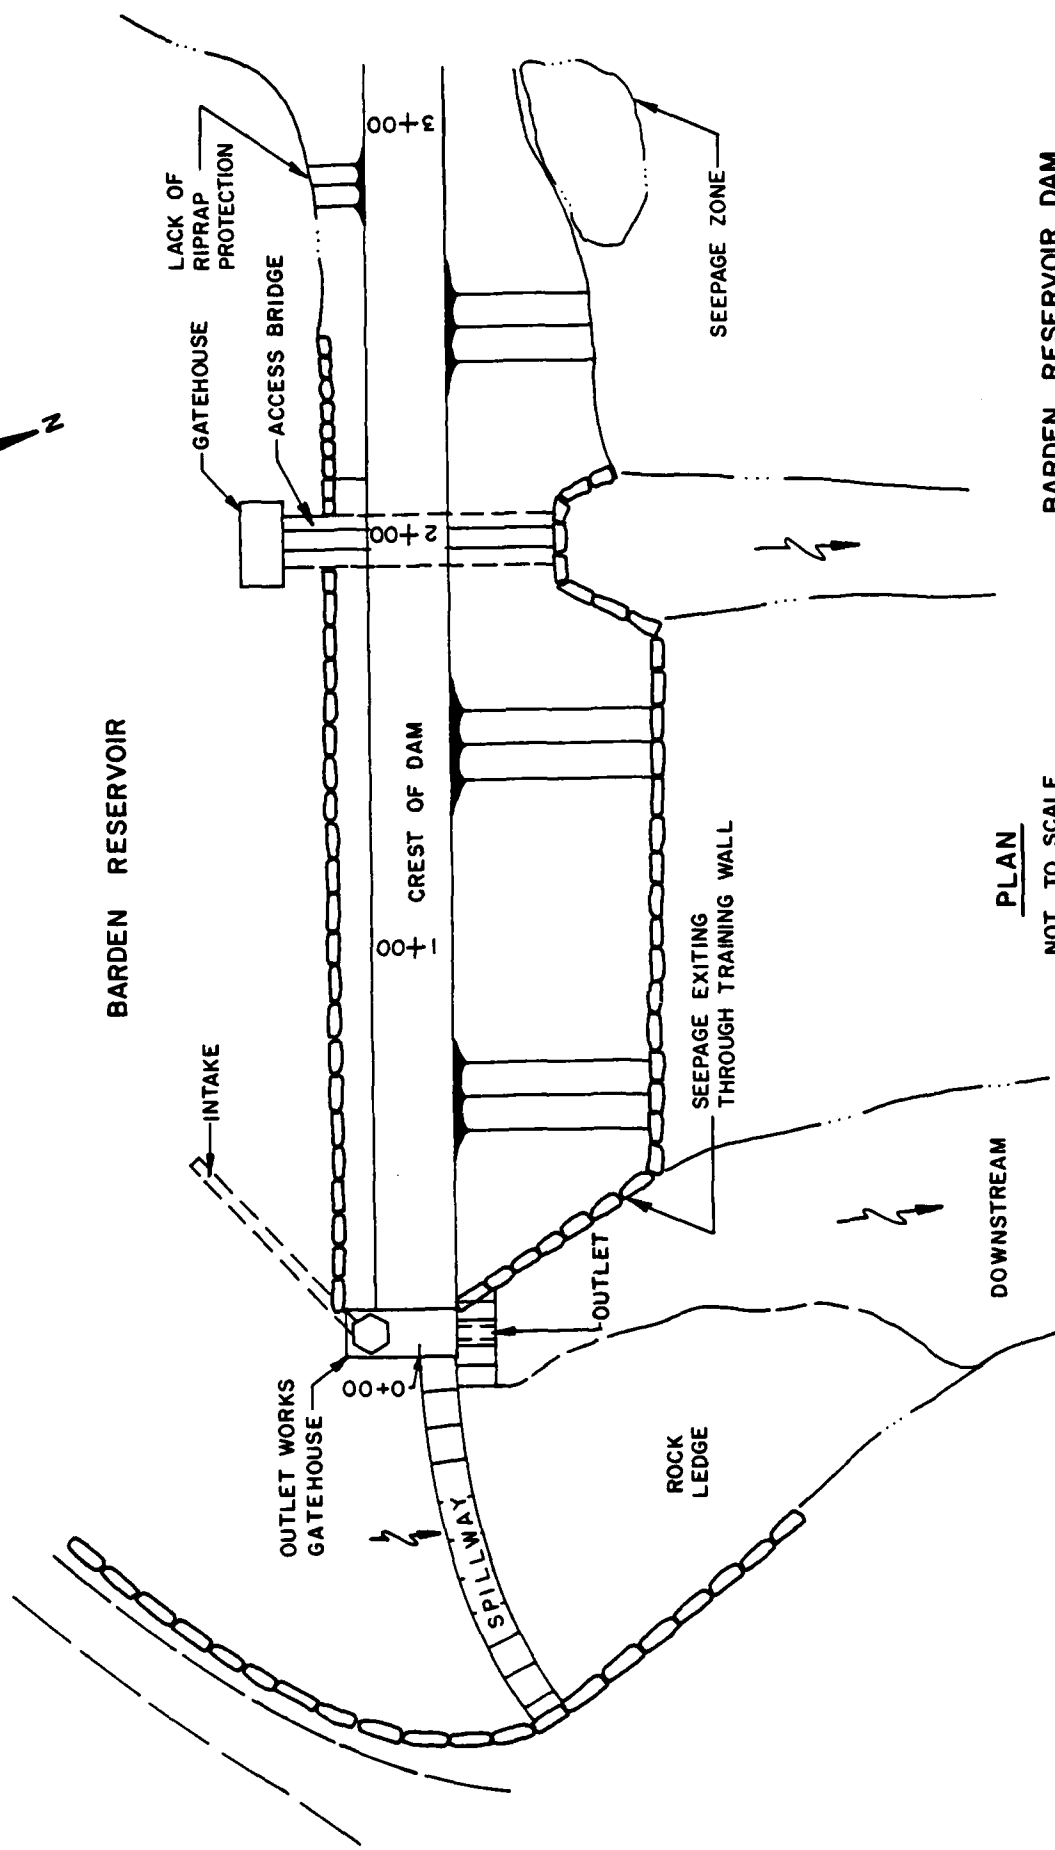 BARDEN RESERVOIR
N
GATEHOUSE
ACCESS BRIDGE
LACK OF
RIPRAP
PROTECTION
INTAKE
OUTLET WORKS
GATEHOUSE
0+00
1+00
2+00
3+00
CREST OF DAM
SPILLWAY
OUTLET
SEEPAGE EXITING
THROUGH TRAINING WALL
SEEPAGE ZONE
ROCK
LEDGE
DOWNSTREAM
PLAN
NOT TO SCALE
BARDEN RESERVOIR DAM